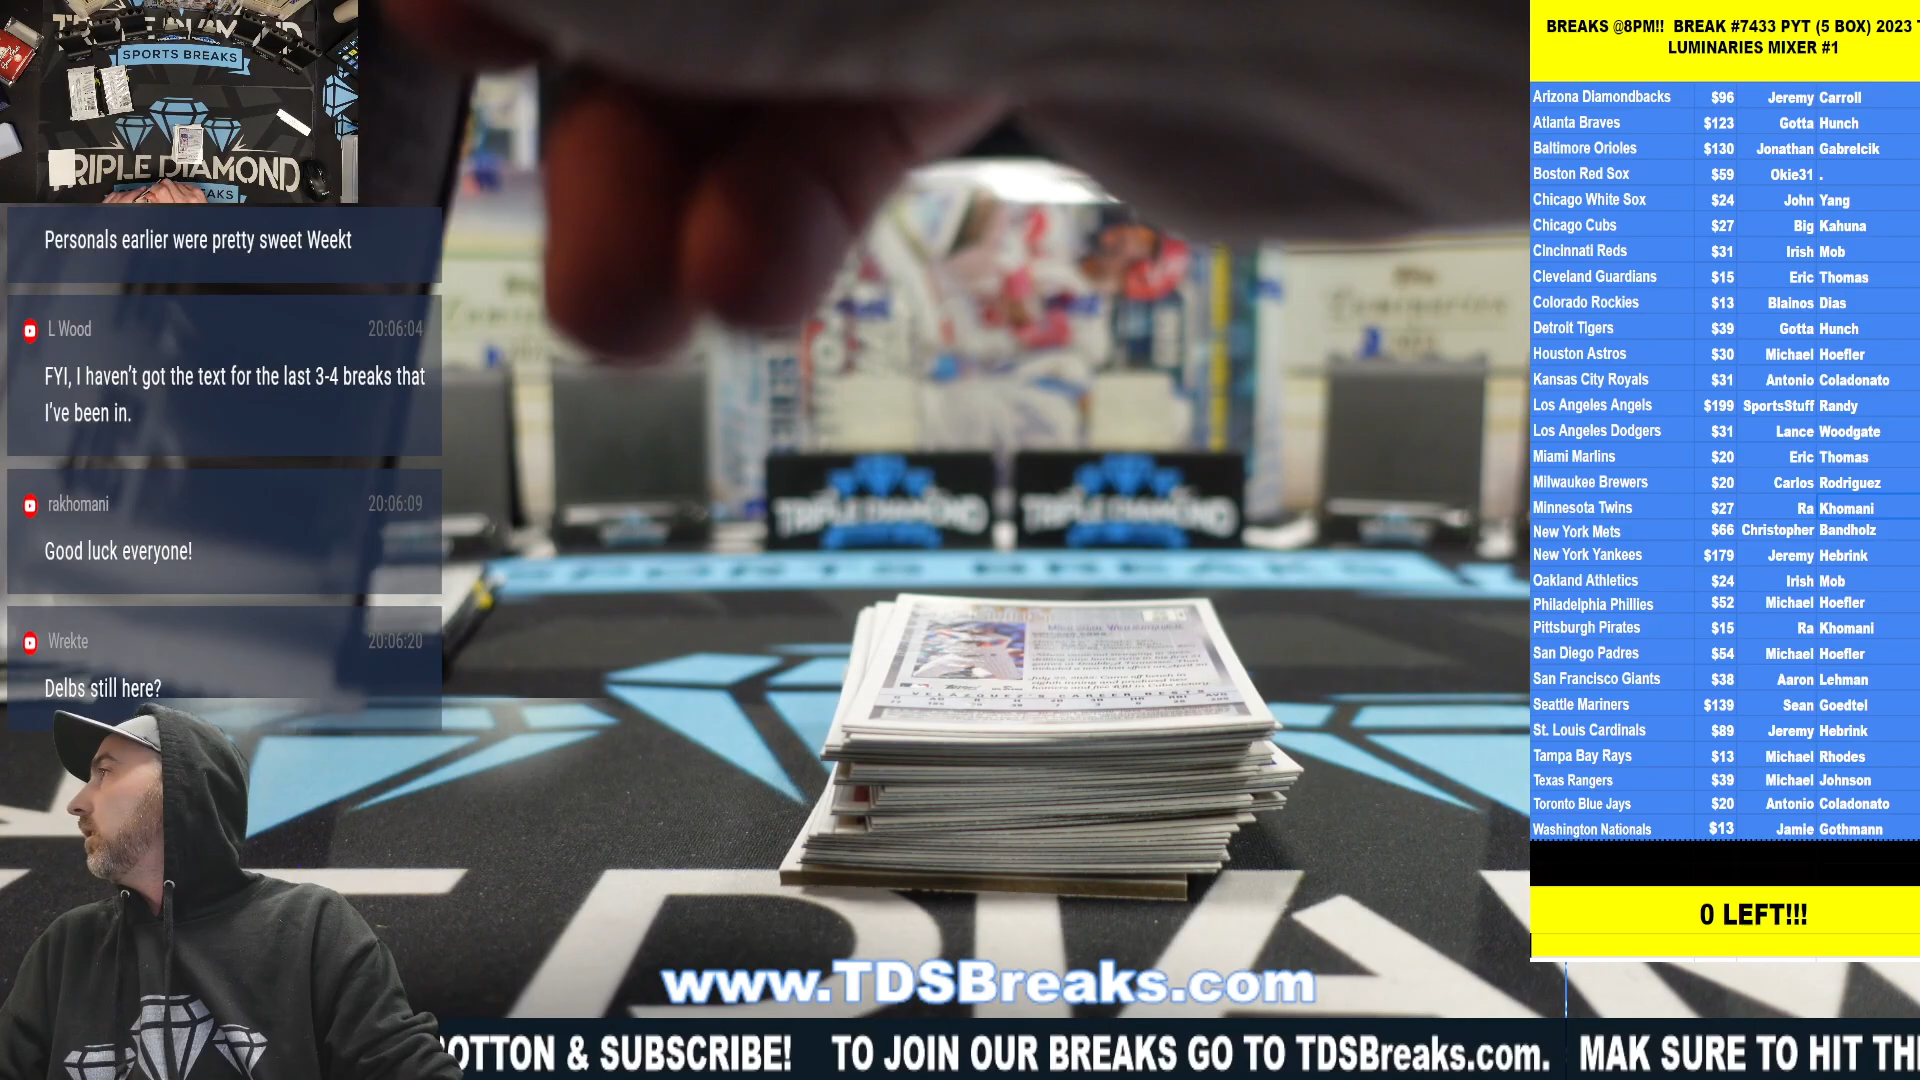 SPORTS BREAKS
TRIPLE DIAMOND
Personals earlier were pretty sweet Weekt
L Wood 20:06:04
FYI, I haven't got the text for the last 3-4 breaks that
I've been in.
rakhomani 20:06:09
Good luck everyone!
Wrekte 20:06:20
Delbs still here?
TRIPLE DIAMOND TRIPLE DIAMOND
SPORTS BREAKS
www.TDSBreaks.com
OTTON & SUBSCRIBE! TO JOIN OUR BREAKS GO TO TDSBreaks.com. MAK SURE TO HIT TH
BREAKS @8PM!! BREAK #7433 PYT (5 BOX) 2023 T
LUMINARIES MIXER #1
Arizona Diamondbacks $96 Jeremy Carroll
Atlanta Braves $123 Gotta Hunch
Baltimore Orioles $130 Jonathan Gabrelcik
Boston Red Sox $59 Okie31 .
Chicago White Sox $24 John Yang
Chicago Cubs $27 Big Kahuna
Cincinnati Reds $31 Irish Mob
Cleveland Guardians $15 Eric Thomas
Colorado Rockies $13 Blainos Dias
Detroit Tigers $39 Gotta Hunch
Houston Astros $30 Michael Hoefler
Kansas City Royals $31 Antonio Coladonato
Los Angeles Angels $199 SportsStuff Randy
Los Angeles Dodgers $31 Lance Woodgate
Miami Marlins $20 Eric Thomas
Milwaukee Brewers $20 Carlos Rodriguez
Minnesota Twins $27 Ra Khomani
New York Mets $66 Christopher Bandholz
New York Yankees $179 Jeremy Hebrink
Oakland Athletics $24 Irish Mob
Philadelphia Phillies $52 Michael Hoefler
Pittsburgh Pirates $15 Ra Khomani
San Diego Padres $54 Michael Hoefler
San Francisco Giants $38 Aaron Lehman
Seattle Mariners $139 Sean Goedtel
St. Louis Cardinals $89 Jeremy Hebrink
Tampa Bay Rays $13 Michael Rhodes
Texas Rangers $39 Michael Johnson
Toronto Blue Jays $20 Antonio Coladonato
Washington Nationals $13 Jamie Gothmann
0 LEFT!!!